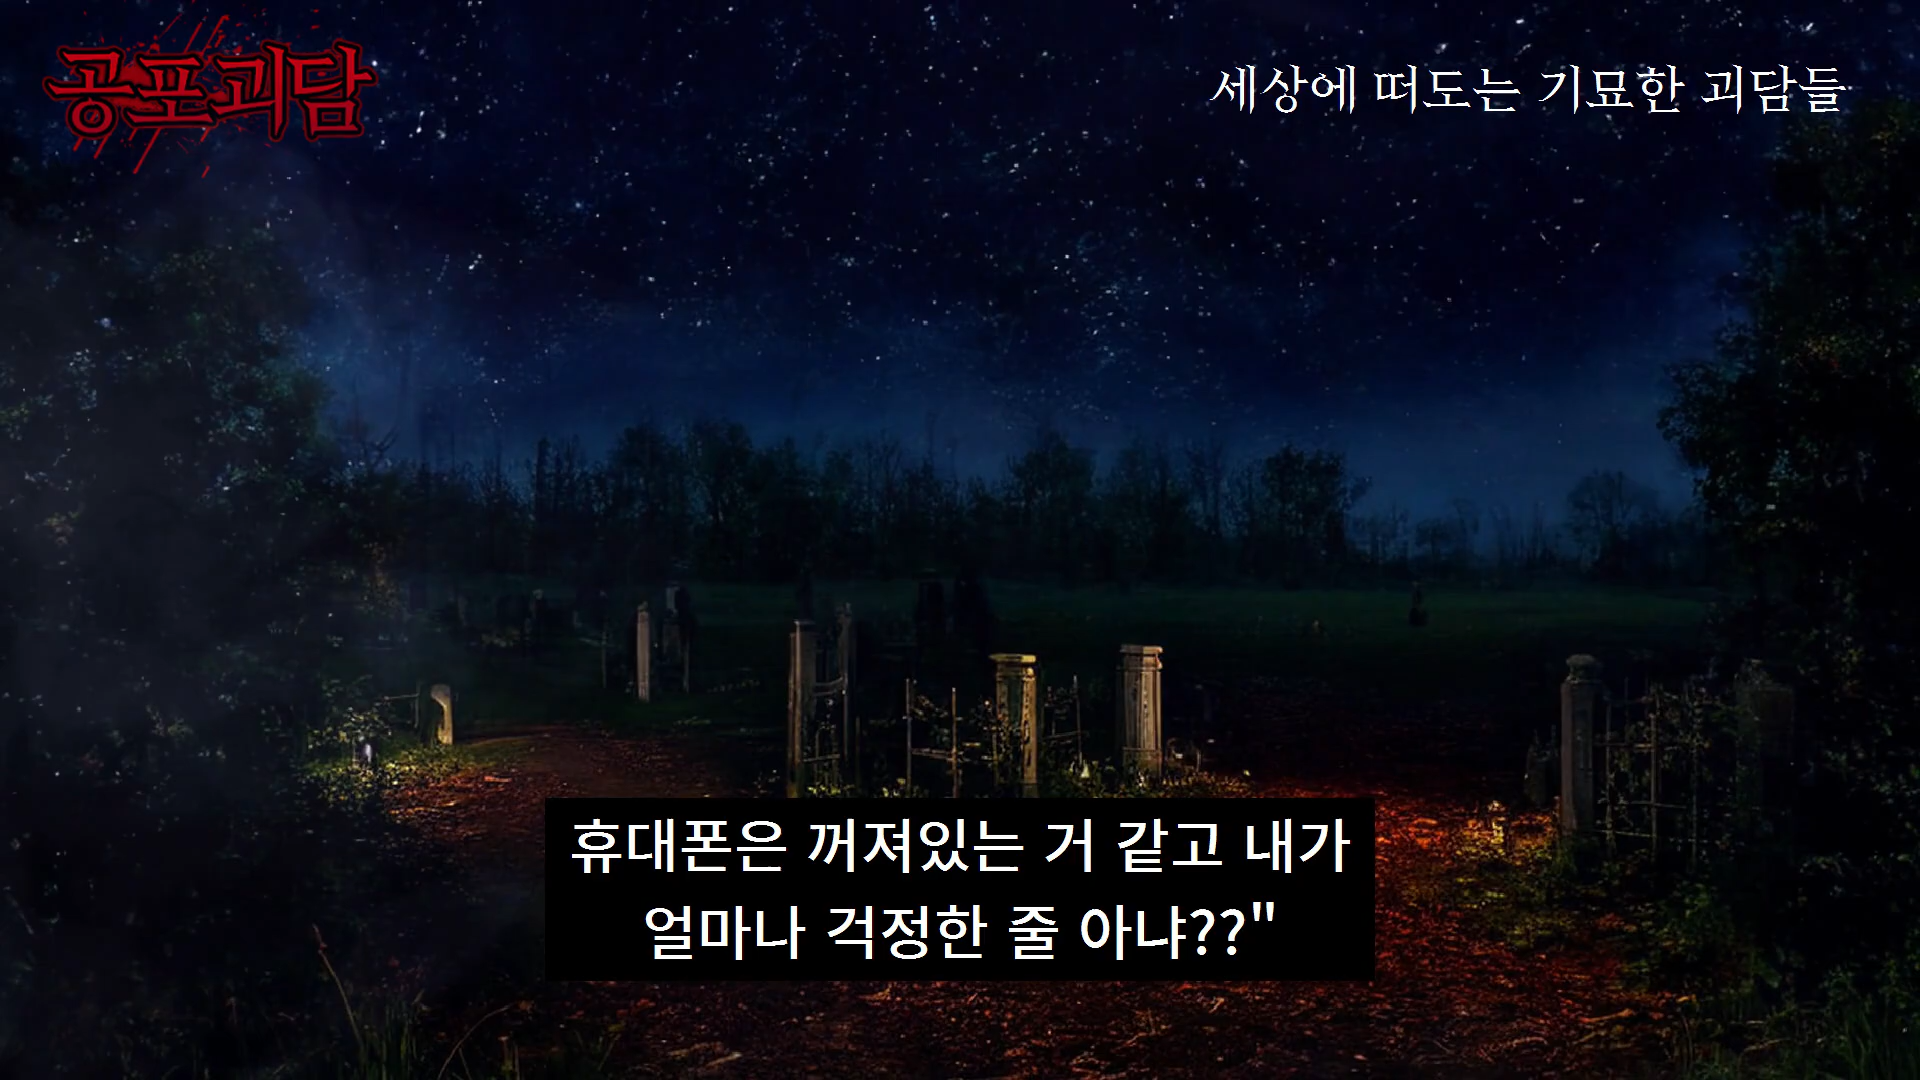 공포괴담
세상에 떠도는 기묘한 괴담들
휴대폰은 꺼져있는 거 같고 내가
얼마나 걱정한 줄 아냐??"